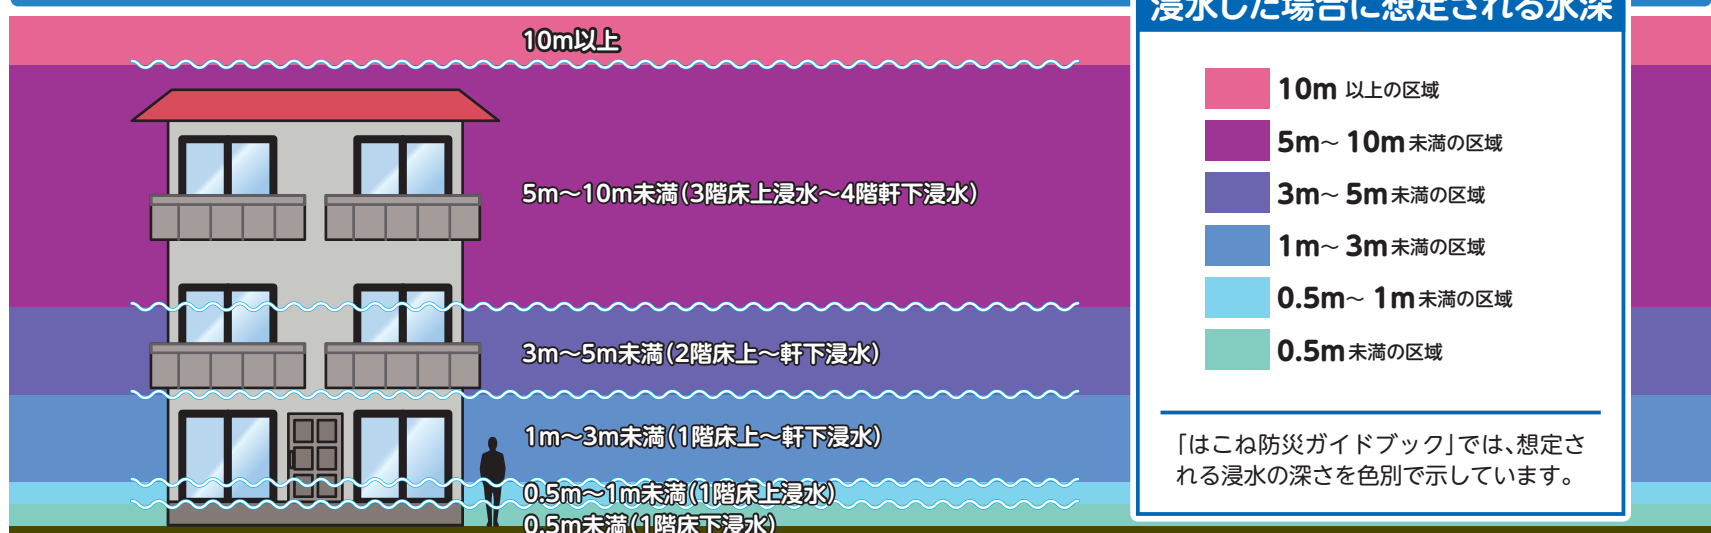 10m以上
5m～10m未満(3階床上浸水～4階軒下浸水)
3m～5m未満(2階床上～軒下浸水)
1m～3m未満(1階床上～軒下浸水)
0.5m～1m未満(1階床上浸水)
0.5m未満(1階床下浸水)
浸水した場合に想定される水深
10m 以上の区域
5m～ 10m 未満の区域
3m～ 5m 未満の区域
1m～ 3m 未満の区域
0.5m～ 1m 未満の区域
0.5m 未満の区域
「はこね防災ガイドブック」では、想定さ
れる浸水の深さを色別で示しています。